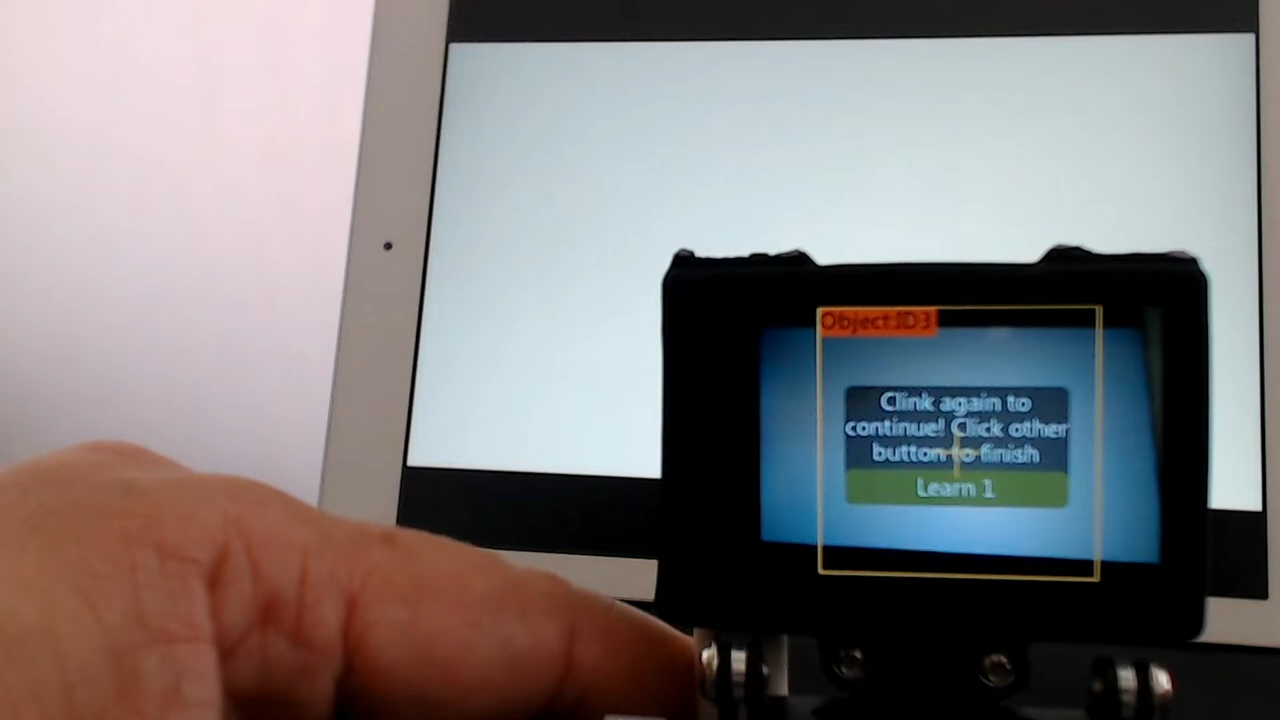 Object:ID3
Clink again to
continue! Click other
button to finish
Learn 1